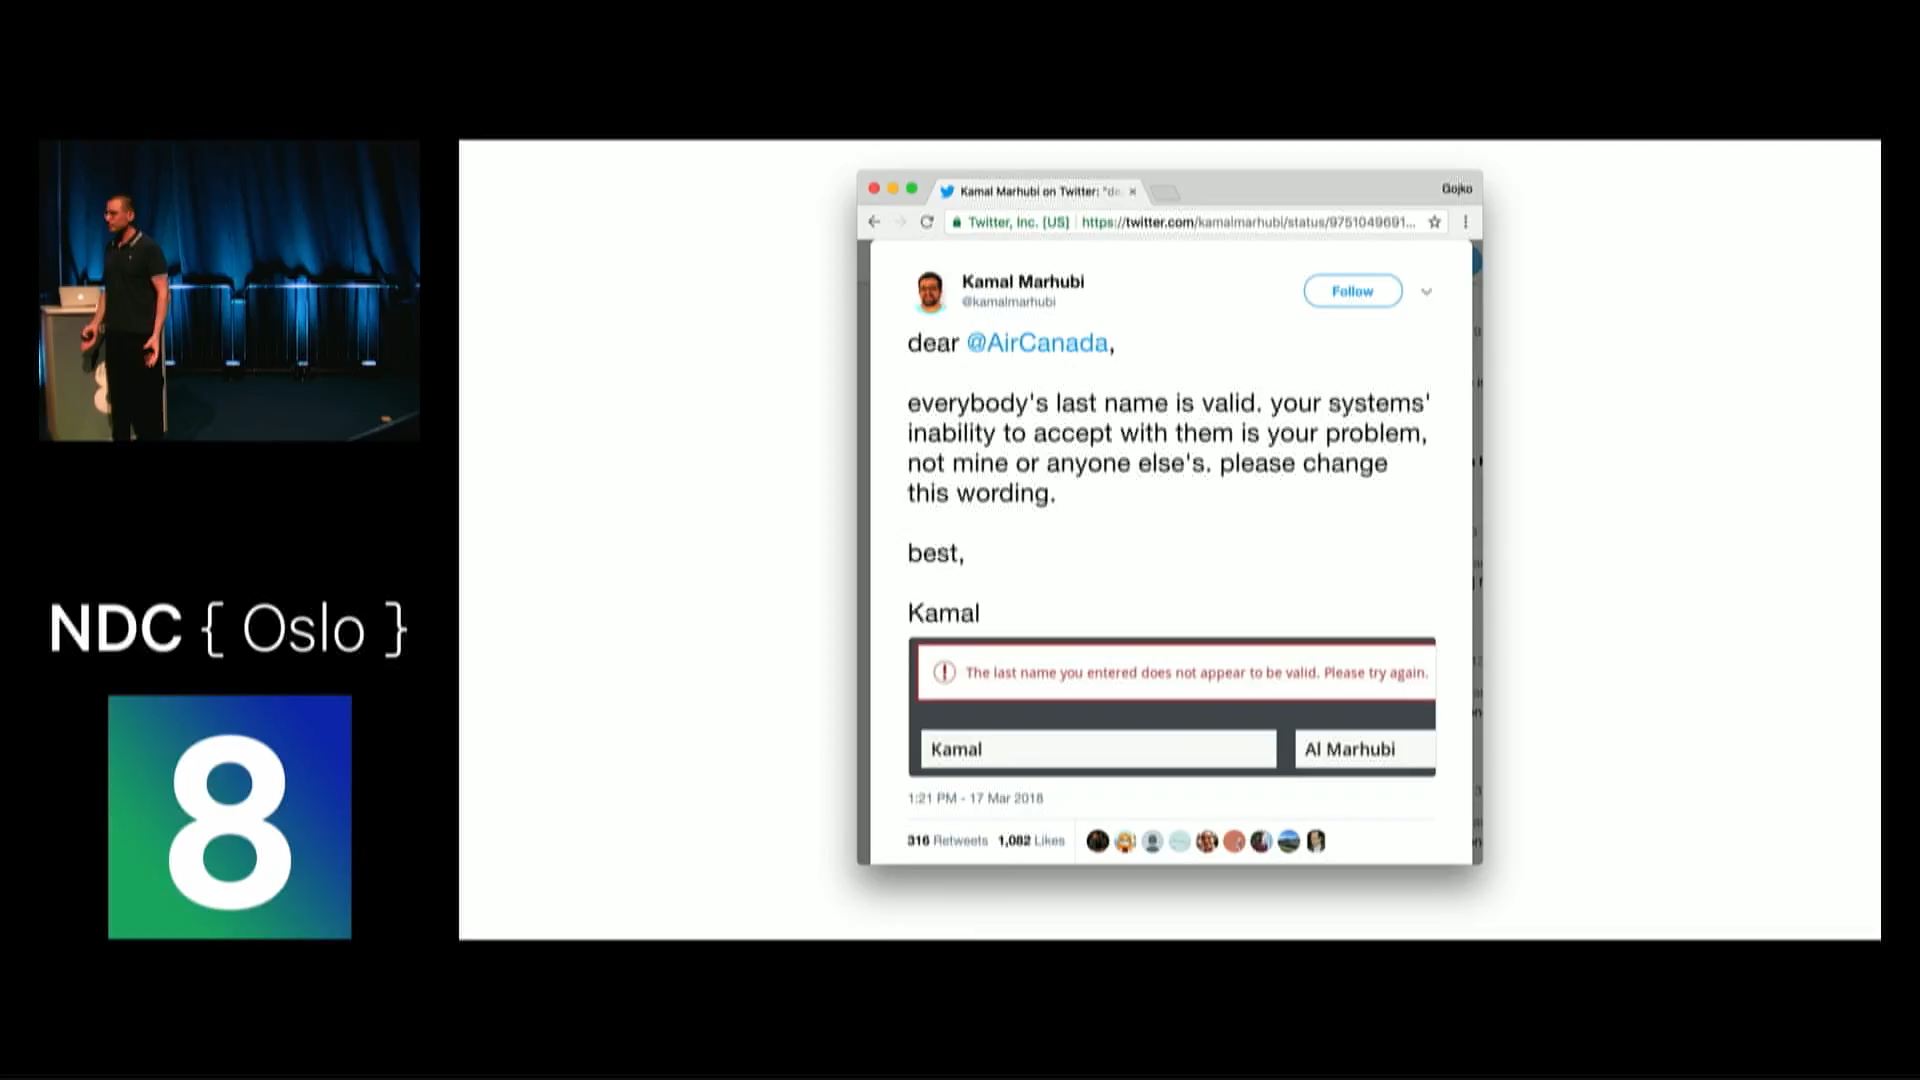 Kamal Marhubi on Twitter: "de
Gojko
Twitter, Inc. [US] https://twitter.com/kamalmarhubi/status/9751049691...
Kamal Marhubi
@kamalmarhubi
Follow
dear @AirCanada,
everybody's last name is valid. your systems'
inability to accept with them is your problem,
not mine or anyone else's. please change
this wording.
best,
Kamal
The last name you entered does not appear to be valid. Please try again.
Kamal
Al Marhubi
1:21 PM - 17 Mar 2018
316 Retweets 1,082 Likes
NDC { Oslo }
8